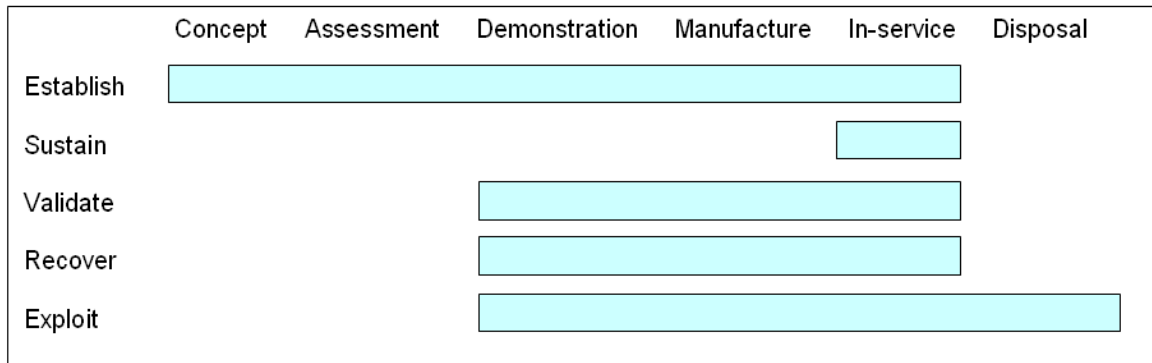 Concept Assessment Demonstration Manufacture In-service Disposal
Establish
Sustain
Validate
Recover
Exploit